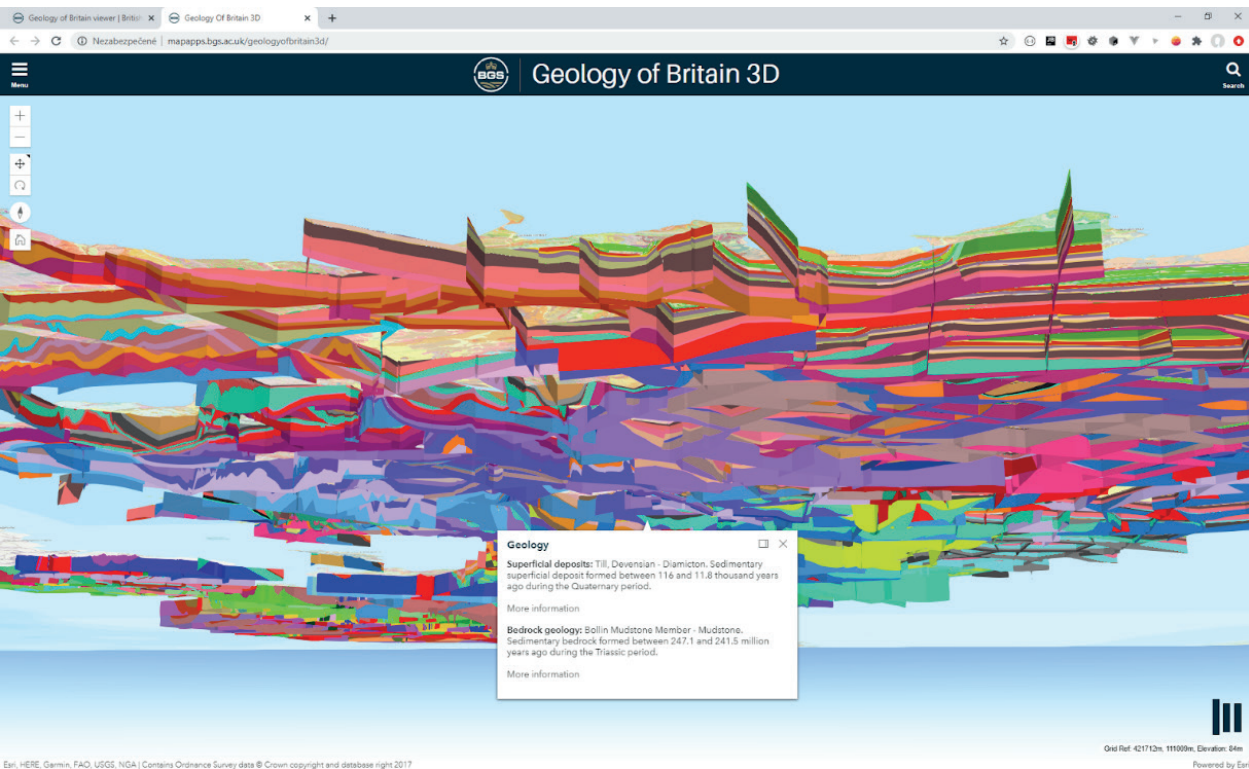 Geology of Britain viewer | British
Geology Of Britain 3D
Nezabezpečené | mapapps.bgs.ac.uk/geologyofbritain3d/
Menu
BGS
Geology of Britain 3D
Search
Geology
Superficial deposits: Till, Devensian - Diamicton. Sedimentary
superficial deposit formed between 116 and 11.8 thousand years
ago during the Quaternary period.
More information
Bedrock geology: Bollin Mudstone Member - Mudstone.
Sedimentary bedrock formed between 247.1 and 241.5 million
years ago during the Triassic period.
More information
Grid Ref: 421712m, 111009m, Elevation: 84m
Esri, HERE, Garmin, FAO, USGS, NGA | Contains Ordnance Survey data © Crown copyright and database right 2017
Powered by Esri